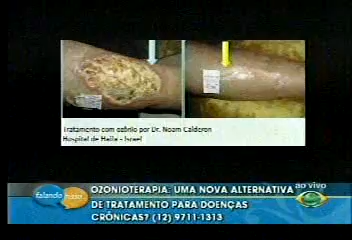 Tratamento com ozônio por Dr. Noam Calderon
Hospital de Haifa - Israel
ao vivo
falando nisso
OZONIOTERAPIA: UMA NOVA ALTERNATIVA
DE TRATAMENTO PARA DOENÇAS
CRÔNICAS? (12) 9711-1313